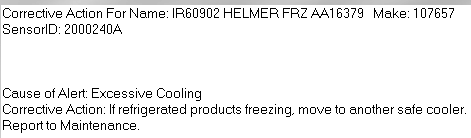 Corrective Action For Name: IR60902 HELMER FRZ AA16379 Make: 107657
SensorID: 2000240A
Cause of Alert: Excessive Cooling
Corrective Action: If refrigerated products freezing, move to another safe cooler.
Report to Maintenance.